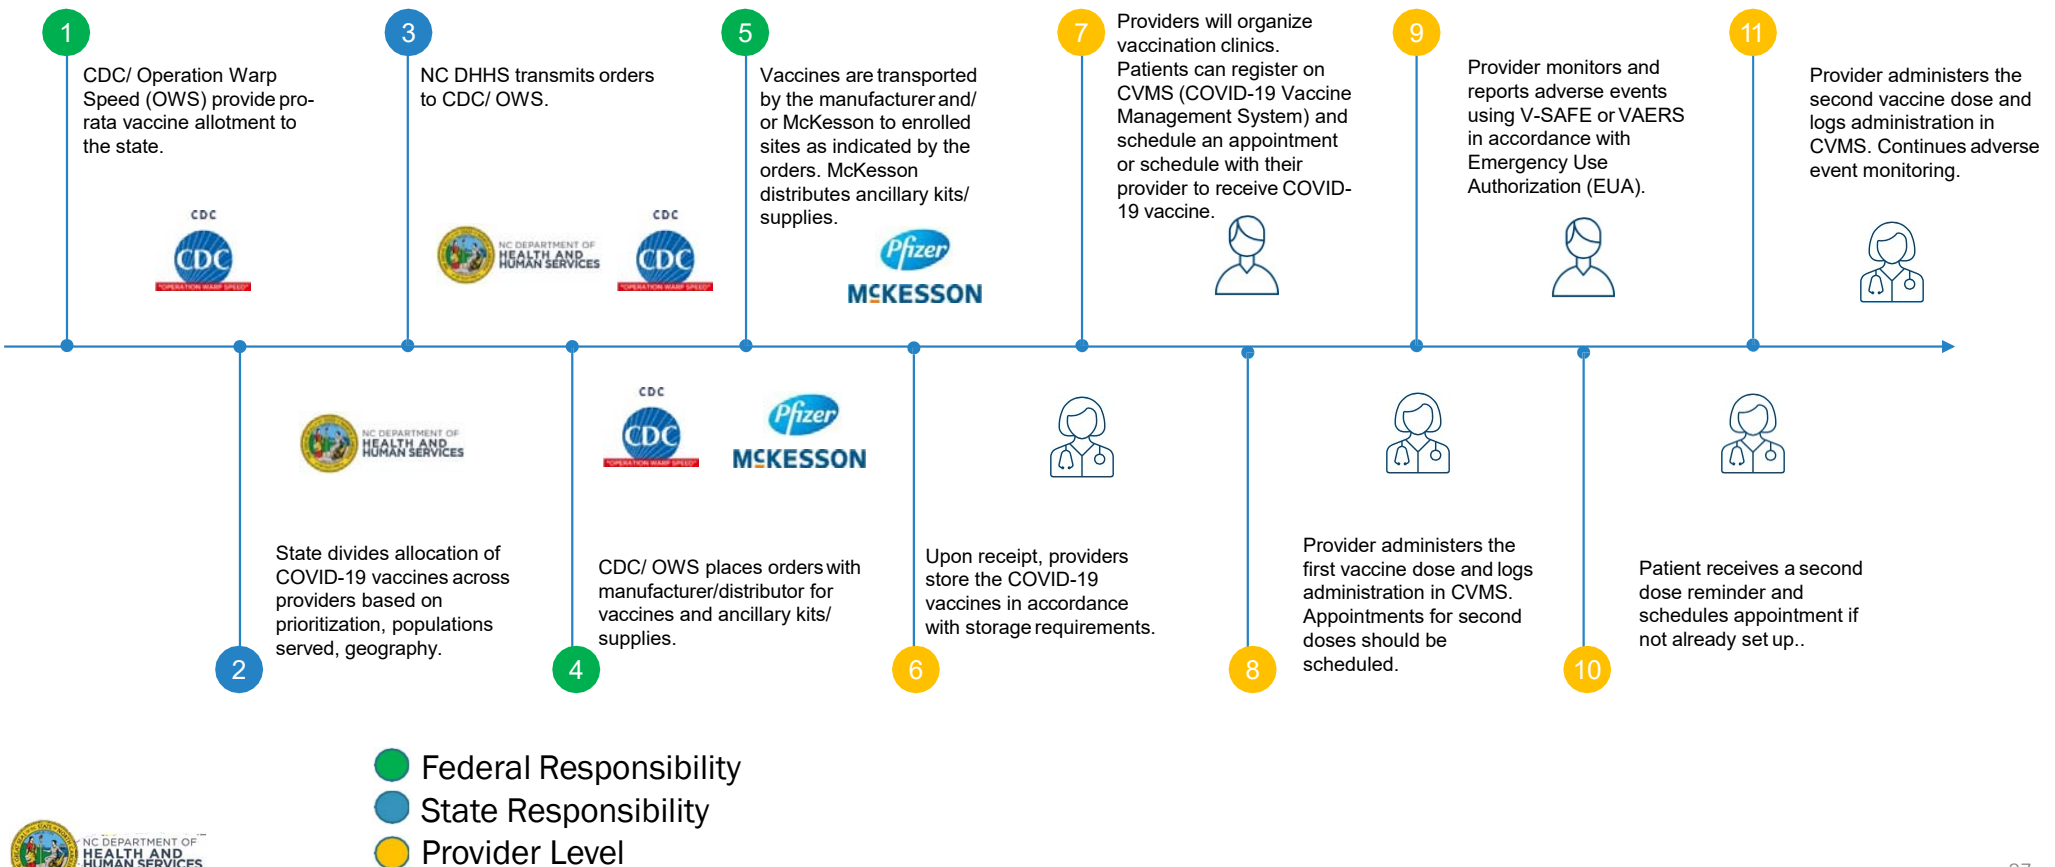 1
CDC/ Operation Warp
Speed (OWS) provide pro-
rata vaccine allotment to
the state.
CDC
CDC
"OPERATION WARP SPEED"
2
NC DEPARTMENT OF
HEALTH AND
HUMAN SERVICES
State divides allocation of
COVID-19 vaccines across
providers based on
prioritization, populations
served, geography.
3
NC DHHS transmits orders
to CDC/ OWS.
NC DEPARTMENT OF
HEALTH AND
HUMAN SERVICES
CDC
CDC
"OPERATION WARP SPEED"
4
CDC
CDC
"OPERATION WARP SPEED"
Pfizer
MCKESSON
CDC/ OWS places orders with
manufacturer/distributor for
vaccines and ancillary kits/
supplies.
5
Vaccines are transported
by the manufacturer and/
or McKesson to enrolled
sites as indicated by the
orders. McKesson
distributes ancillary kits/
supplies.
Pfizer
MCKESSON
6
Upon receipt, providers
store the COVID-19
vaccines in accordance
with storage requirements.
7
Providers will organize
vaccination clinics.
Patients can register on
CVMS (COVID-19 Vaccine
Management System) and
schedule an appointment
or schedule with their
provider to receive COVID-
19 vaccine.
8
Provider administers the
first vaccine dose and logs
administration in CVMS.
Appointments for second
doses should be
scheduled.
9
Provider monitors and
reports adverse events
using V-SAFE or VAERS
in accordance with
Emergency Use
Authorization (EUA).
10
Patient receives a second
dose reminder and
schedules appointment if
not already set up..
11
Provider administers the
second vaccine dose and
logs administration in
CVMS. Continues adverse
event monitoring.
Federal Responsibility
State Responsibility
Provider Level
NC DEPARTMENT OF
HEALTH AND
HUMAN SERVICES